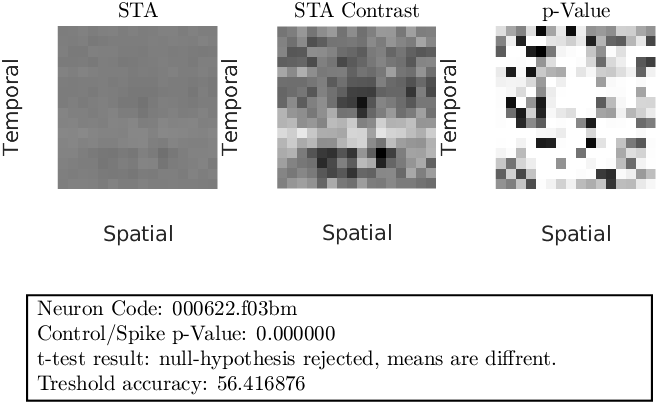 STA
STA Contrast
p-Value
Temporal
Temporal
Temporal
Spatial
Spatial
Spatial
Neuron Code: 000622.f03bm
Control/Spike p-Value: 0.000000
t-test result: null-hypothesis rejected, means are diffrent.
Treshold accuracy: 56.416876